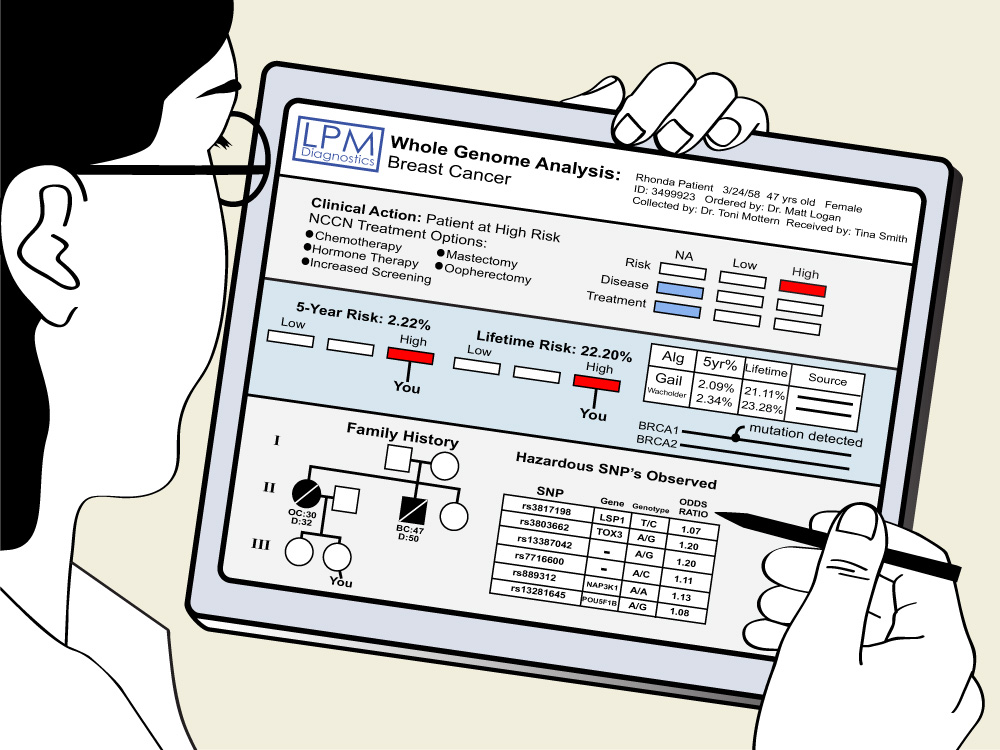 LPM
Diagnostics
Whole Genome Analysis:
Breast Cancer
Rhonda Patient 3/24/58 47 yrs old Female
ID: 3499923 Ordered by: Dr. Matt Logan
Collected by: Dr. Toni Mottern Received by: Tina Smith
Clinical Action: Patient at High Risk
NCCN Treatment Options:
●Chemotherapy ●Mastectomy
●Hormone Therapy ●Oopherectomy
●Increased Screening
NA Low High
Risk
Disease
Treatment
5-Year Risk: 2.22%
Low High
You
Lifetime Risk: 22.20%
Low High
You
Alg 5yr% Lifetime Source
Gail 2.09% 21.11%
Wacholder 2.34% 23.28%
BRCA1 mutation detected
BRCA2
Family History
I
II
OC:30
D:32
BC:47
D:50
III
You
Hazardous SNP's Observed
SNP Gene Genotype ODDS RATIO
rs3817198 LSP1 T/C 1.07
rs3803662 TOX3 A/G 1.20
rs13387042 - A/G 1.20
rs7716600 - A/C 1.11
rs889312 NAP3K1 A/A 1.13
rs13281645 POU5F1B A/G 1.08